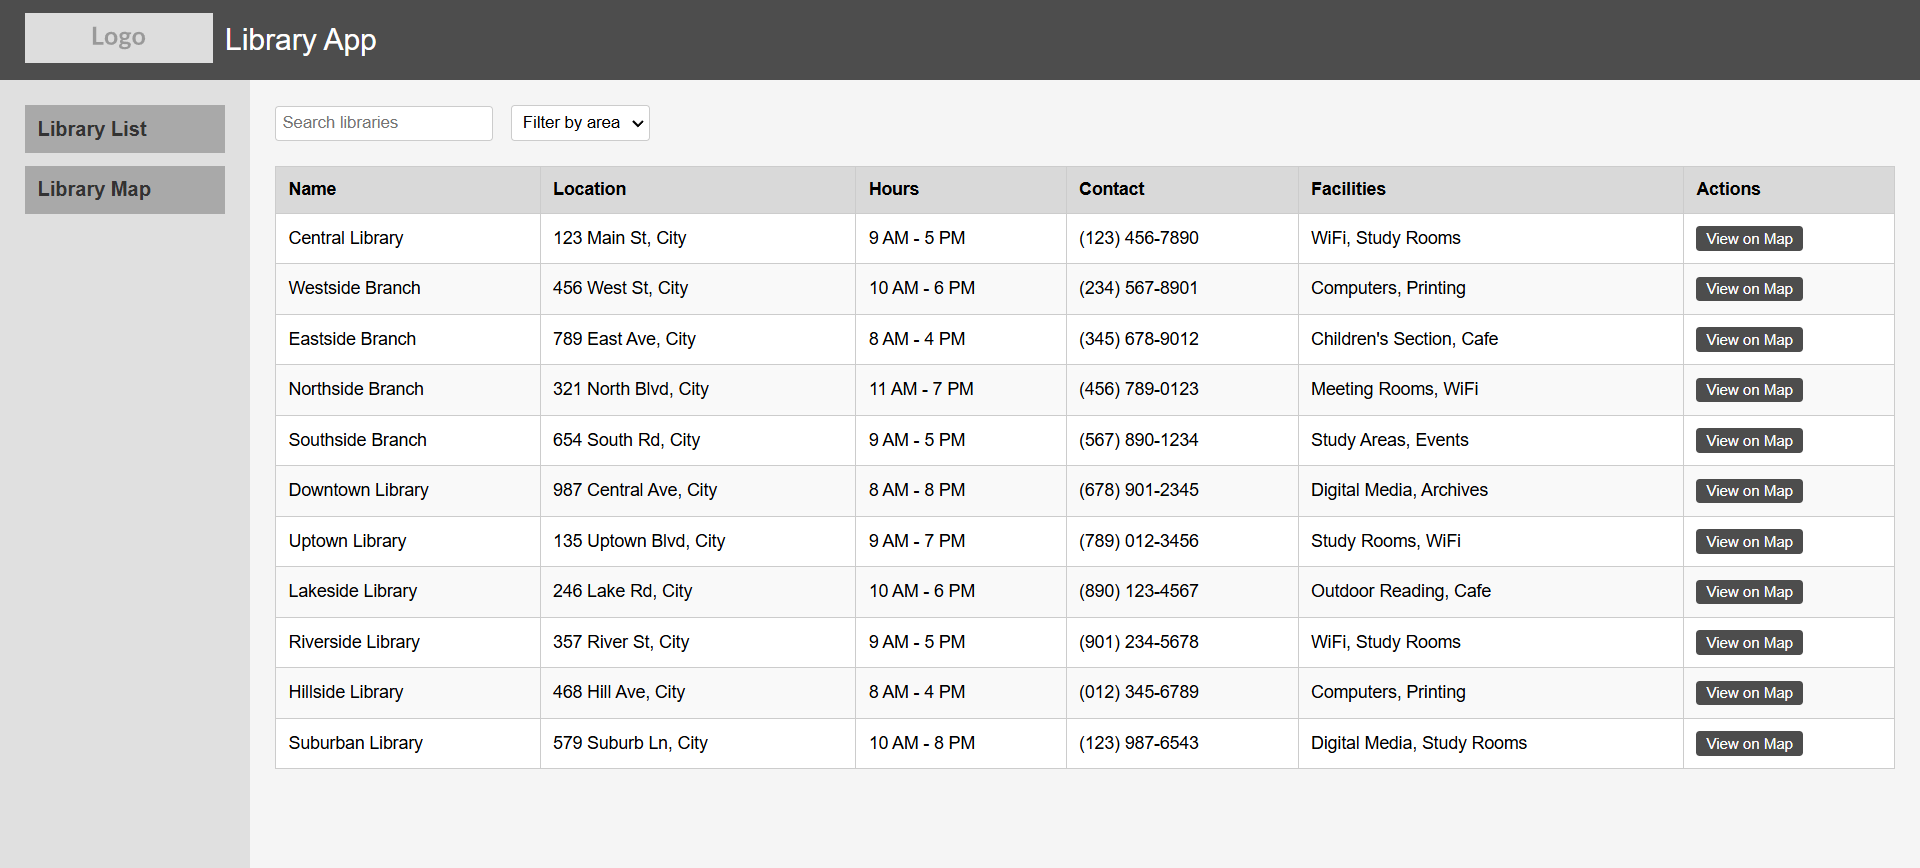 Logo
Library App
Library List
Library Map
Search libraries
Filter by area
Name Location Hours Contact Facilities Actions
Central Library 123 Main St, City 9 AM - 5 PM (123) 456-7890 WiFi, Study Rooms View on Map
Westside Branch 456 West St, City 10 AM - 6 PM (234) 567-8901 Computers, Printing View on Map
Eastside Branch 789 East Ave, City 8 AM - 4 PM (345) 678-9012 Children's Section, Cafe View on Map
Northside Branch 321 North Blvd, City 11 AM - 7 PM (456) 789-0123 Meeting Rooms, WiFi View on Map
Southside Branch 654 South Rd, City 9 AM - 5 PM (567) 890-1234 Study Areas, Events View on Map
Downtown Library 987 Central Ave, City 8 AM - 8 PM (678) 901-2345 Digital Media, Archives View on Map
Uptown Library 135 Uptown Blvd, City 9 AM - 7 PM (789) 012-3456 Study Rooms, WiFi View on Map
Lakeside Library 246 Lake Rd, City 10 AM - 6 PM (890) 123-4567 Outdoor Reading, Cafe View on Map
Riverside Library 357 River St, City 9 AM - 5 PM (901) 234-5678 WiFi, Study Rooms View on Map
Hillside Library 468 Hill Ave, City 8 AM - 4 PM (012) 345-6789 Computers, Printing View on Map
Suburban Library 579 Suburb Ln, City 10 AM - 8 PM (123) 987-6543 Digital Media, Study Rooms View on Map